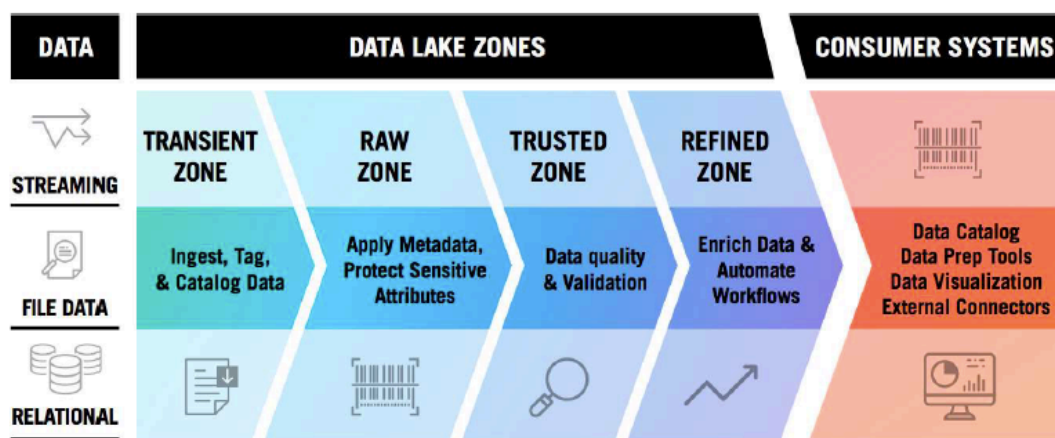 DATA
DATA LAKE ZONES
CONSUMER SYSTEMS
STREAMING
FILE DATA
RELATIONAL
TRANSIENT
ZONE
Ingest, Tag,
& Catalog Data
RAW
ZONE
Apply Metadata,
Protect Sensitive
Attributes
TRUSTED
ZONE
Data quality
& Validation
REFINED
ZONE
Enrich Data &
Automate
Workflows
Data Catalog
Data Prep Tools
Data Visualization
External Connectors